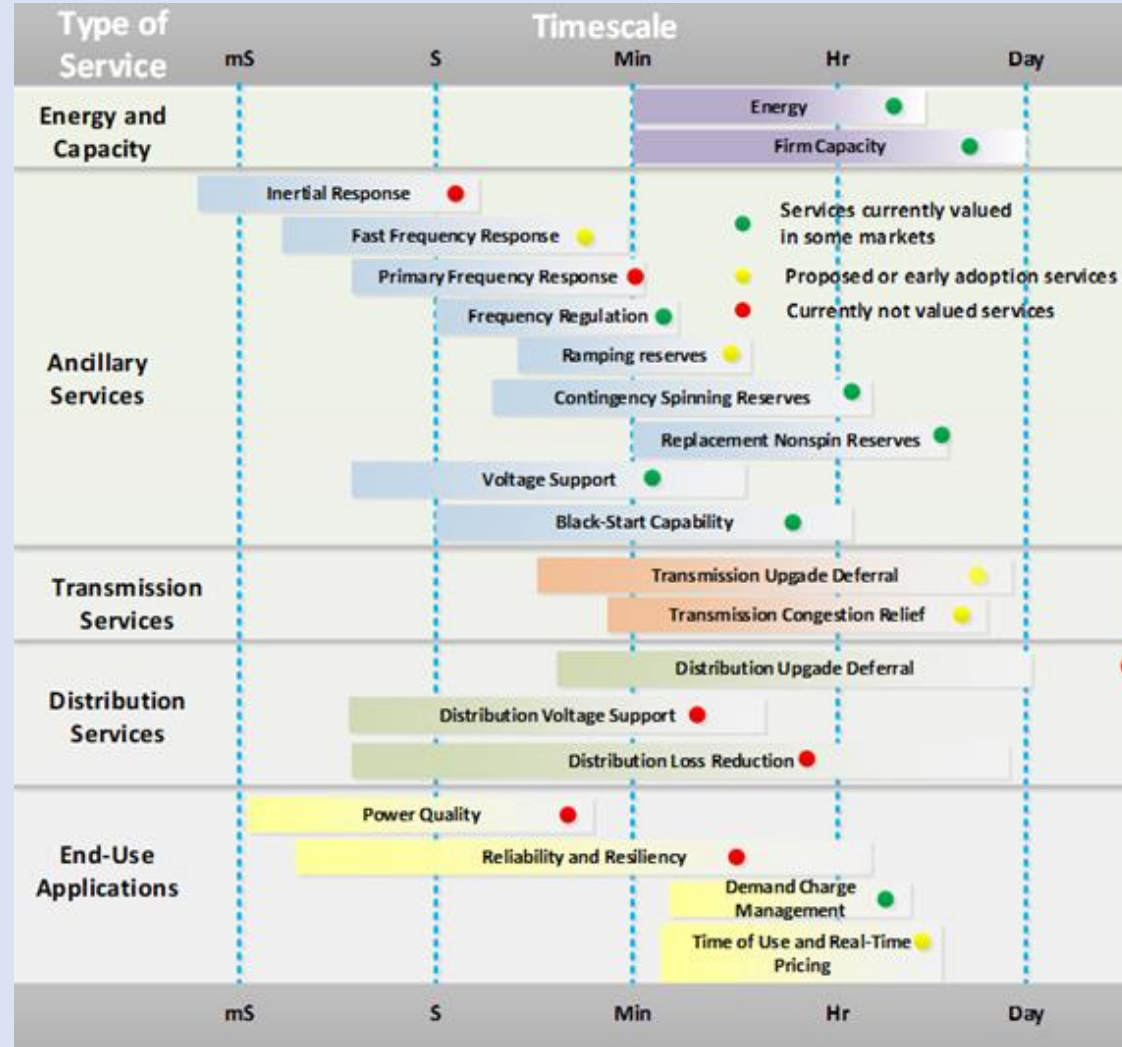 Type of
Service
Timescale
mS S Min Hr Day
Energy and
Capacity
Energy
Firm Capacity
Ancillary
Services
Inertial Response
Fast Frequency Response
Primary Frequency Response
Frequency Regulation
Ramping reserves
Contingency Spinning Reserves
Replacement Nonspin Reserves
Voltage Support
Black-Start Capability
Services currently valued
in some markets
Proposed or early adoption services
Currently not valued services
Transmission
Services
Transmission Upgade Deferral
Transmission Congestion Relief
Distribution
Services
Distribution Upgade Deferral
Distribution Voltage Support
Distribution Loss Reduction
End-Use
Applications
Power Quality
Reliability and Resiliency
Demand Charge
Management
Time of Use and Real-Time
Pricing
mS S Min Hr Day